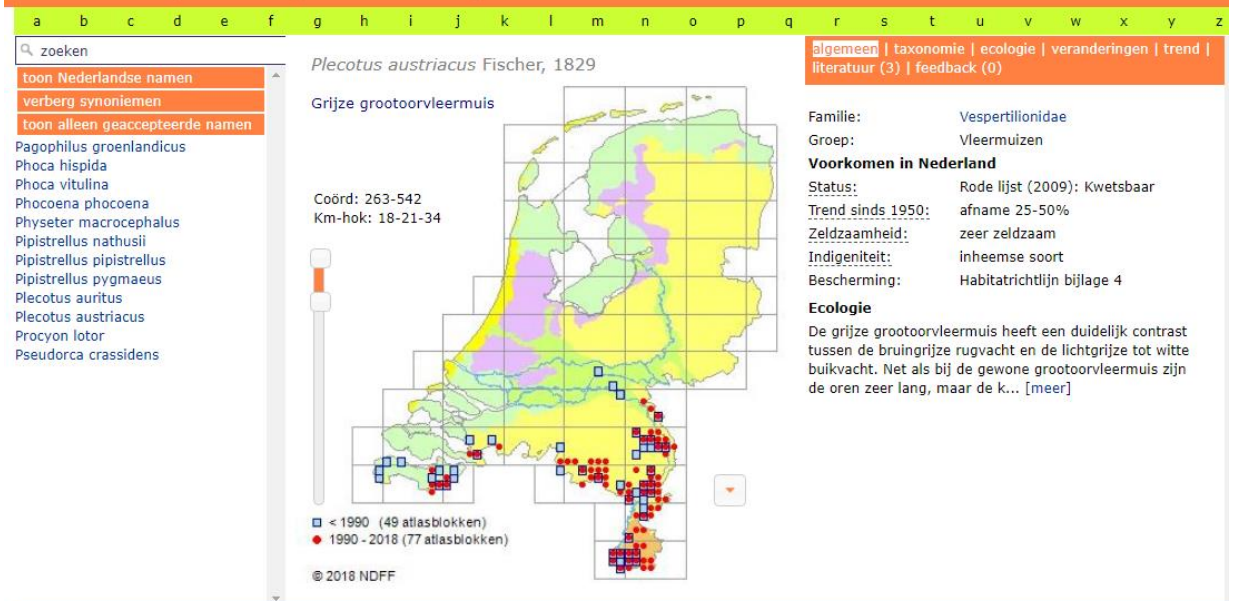 a b c d e f g h i j k l m n o p q r s t u v w x y z
zoeken
toon Nederlandse namen
verberg synoniemen
toon alleen geaccepteerde namen
Pagophilus groenlandicus
Phoca hispida
Phoca vitulina
Phocoena phocoena
Physeter macrocephalus
Pipistrellus nathusii
Pipistrellus pipistrellus
Pipistrellus pygmaeus
Plecotus auritus
Plecotus austriacus
Procyon lotor
Pseudorca crassidens
Plecotus austriacus Fischer, 1829
Grijze grootoorvleermuis
Coörd: 263-542
Km-hok: 18-21-34
< 1990 (49 atlasblokken)
1990 - 2018 (77 atlasblokken)
© 2018 NDFF
algemeen | taxonomie | ecologie | veranderingen | trend |
literatuur (3) | feedback (0)
Familie: Vespertilionidae
Groep: Vleermuizen
Voorkomen in Nederland
Status: Rode lijst (2009): Kwetsbaar
Trend sinds 1950: afname 25-50%
Zeldzaamheid: zeer zeldzaam
Indigeniteit: inheemse soort
Bescherming: Habitatrichtlijn bijlage 4
Ecologie
De grijze grootoorvleermuis heeft een duidelijk contrast
tussen de bruingrijze rugvacht en de lichtgrijze tot witte
buikvacht. Net als bij de gewone grootoorvleermuis zijn
de oren zeer lang, maar de k... [meer]